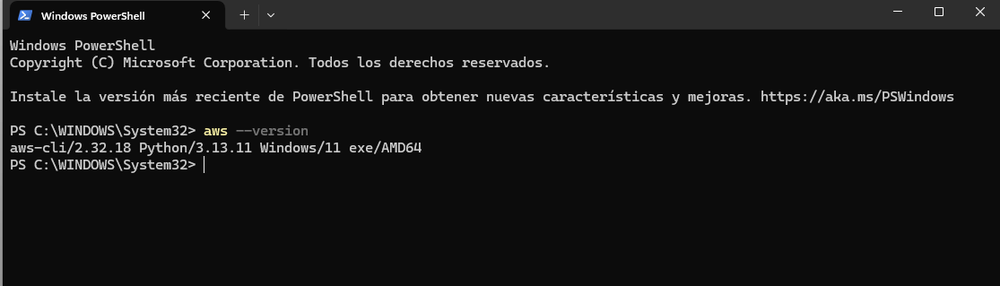 Windows PowerShell
Windows PowerShell
Copyright (C) Microsoft Corporation. Todos los derechos reservados.
Instale la versión más reciente de PowerShell para obtener nuevas características y mejoras. https://aka.ms/PSWindows
PS C:\WINDOWS\System32> aws --version
aws-cli/2.32.18 Python/3.13.11 Windows/11 exe/AMD64
PS C:\WINDOWS\System32>